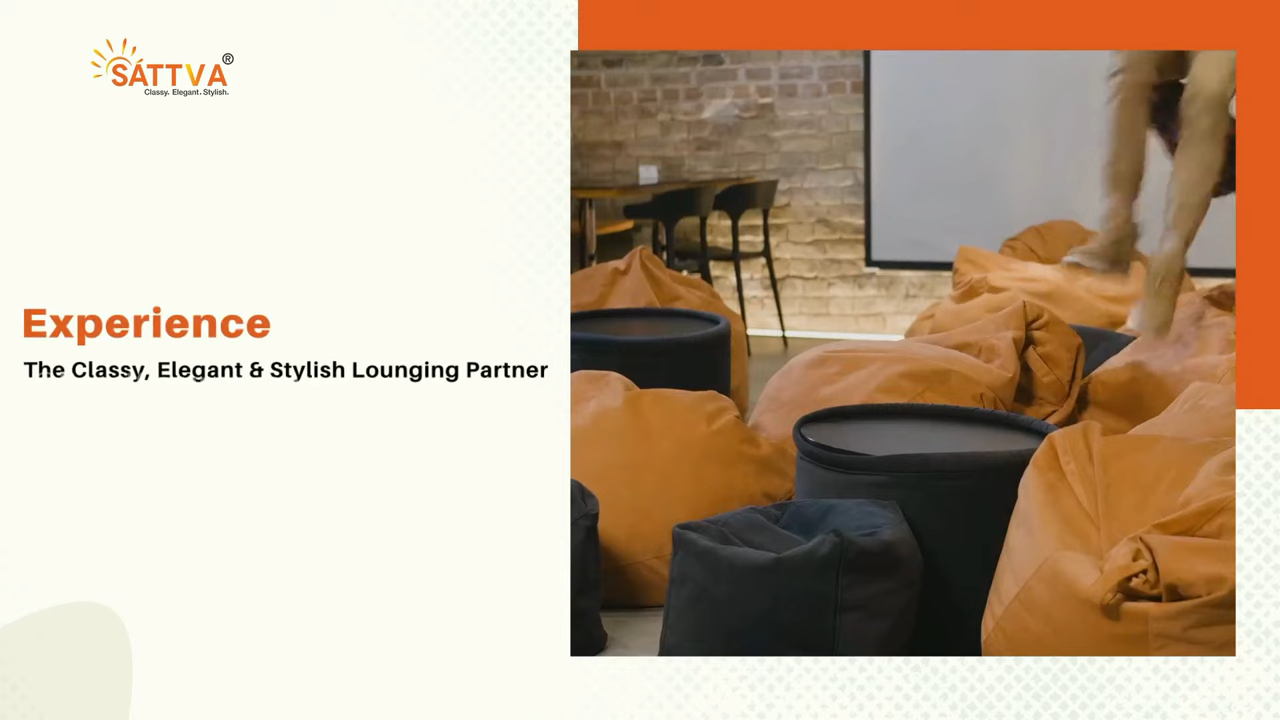 SATTVA®
Classy. Elegant. Stylish.
Experience
The Classy, Elegant & Stylish Lounging Partner